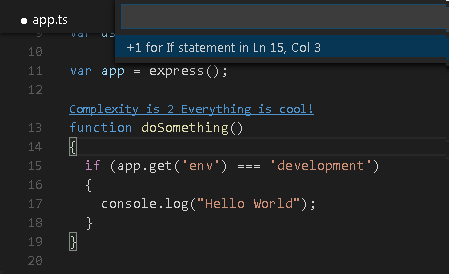 ● app.ts
+1 for If statement in Ln 15, Col 3
9 var
10
11 var app = express();
12
Complexity is 2 Everything is cool!
13 function doSomething()
14 {
15 if (app.get('env') === 'development')
16 {
17 console.log("Hello World");
18 }
19 }
20